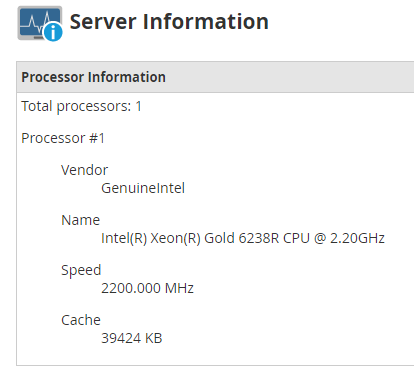 Server Information
Processor Information
Total processors: 1
Processor #1
Vendor
GenuineIntel
Name
Intel(R) Xeon(R) Gold 6238R CPU @ 2.20GHz
Speed
2200.000 MHz
Cache
39424 KB